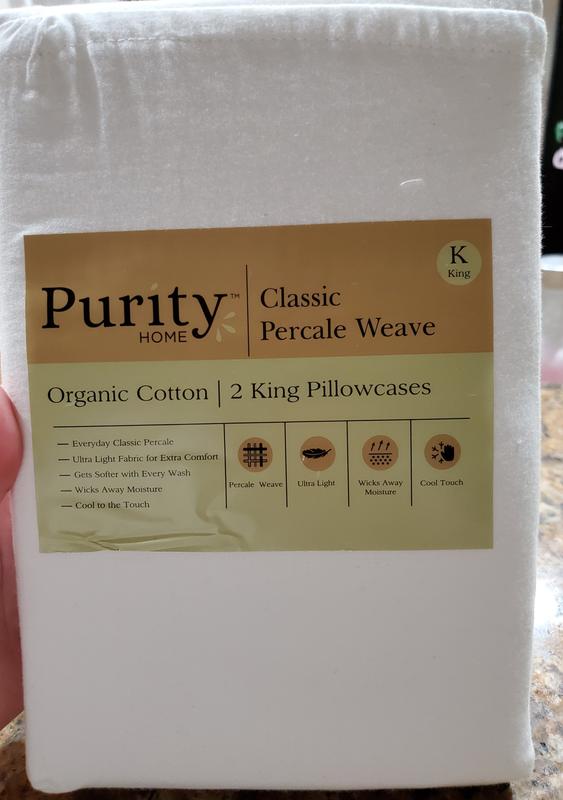 K
King
Purity™
HOME
Classic
Percale Weave
Organic Cotton | 2 King Pillowcases
— Everyday Classic Percale
— Ultra Light Fabric for Extra Comfort
— Gets Softer with Every Wash
— Wicks Away Moisture
— Cool to the Touch
Percale Weave
Ultra Light
Wicks Away
Moisture
Cool Touch